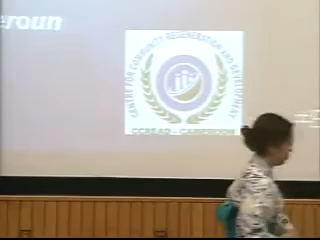 eroun
CENTRE FOR COMMUNITY REGENERATION AND DEVELOPMENT
CCREAD - CAMEROON